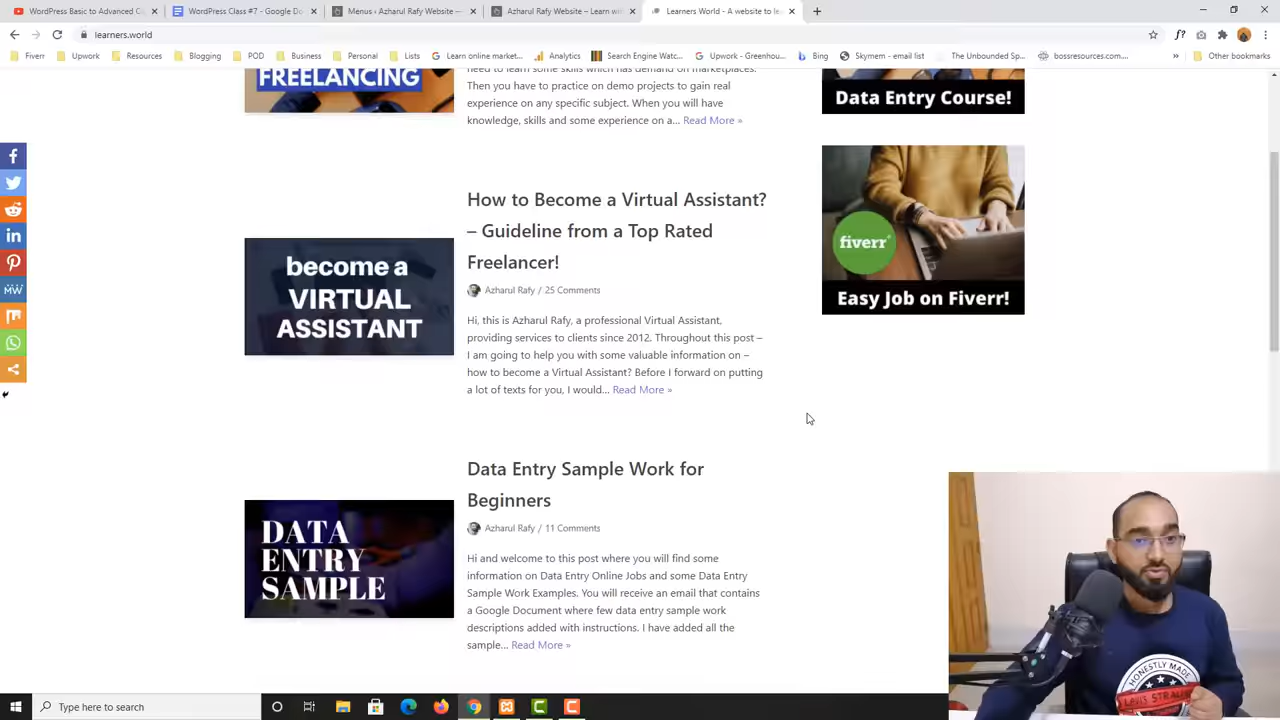 WordPress Basic to Advanced C
WordPress Class #7 - Google Do
Menus ‹ Azharul Rafy Website —
Azharul Rafy Website – Learn wi
Learners World - A website to le
learners.world
Fiverr
Upwork
Resources
Blogging
POD
Business
Personal
Lists
Learn online market...
Analytics
Search Engine Watc...
Upwork - Greenhou...
Bing
Skymem - email list
The Unbounded Sp...
bossresources.com...
Other bookmarks
FREELANCING
need to learn some skills which has demand on marketplaces.
Then you have to practice on demo projects to gain real
experience on any specific subject. When you will have
knowledge, skills and some experience on a... Read More »
Data Entry Course!
fiverr
Easy Job on Fiverr!
become a
VIRTUAL
ASSISTANT
How to Become a Virtual Assistant?
– Guideline from a Top Rated
Freelancer!
Azharul Rafy / 25 Comments
Hi, this is Azharul Rafy, a professional Virtual Assistant,
providing services to clients since 2012. Throughout this post –
I am going to help you with some valuable information on –
how to become a Virtual Assistant? Before I forward on putting
a lot of texts for you, I would... Read More »
DATA
ENTRY
SAMPLE
Data Entry Sample Work for
Beginners
Azharul Rafy / 11 Comments
Hi and welcome to this post where you will find some
information on Data Entry Online Jobs and some Data Entry
Sample Work Examples. You will receive an email that contains
a Google Document where few data entry sample work
descriptions added with instructions. I have added all the
sample... Read More »
HONESTLY MADE
Type here to search